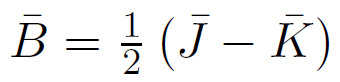 B̄ = ½ (J̄ − K̄)